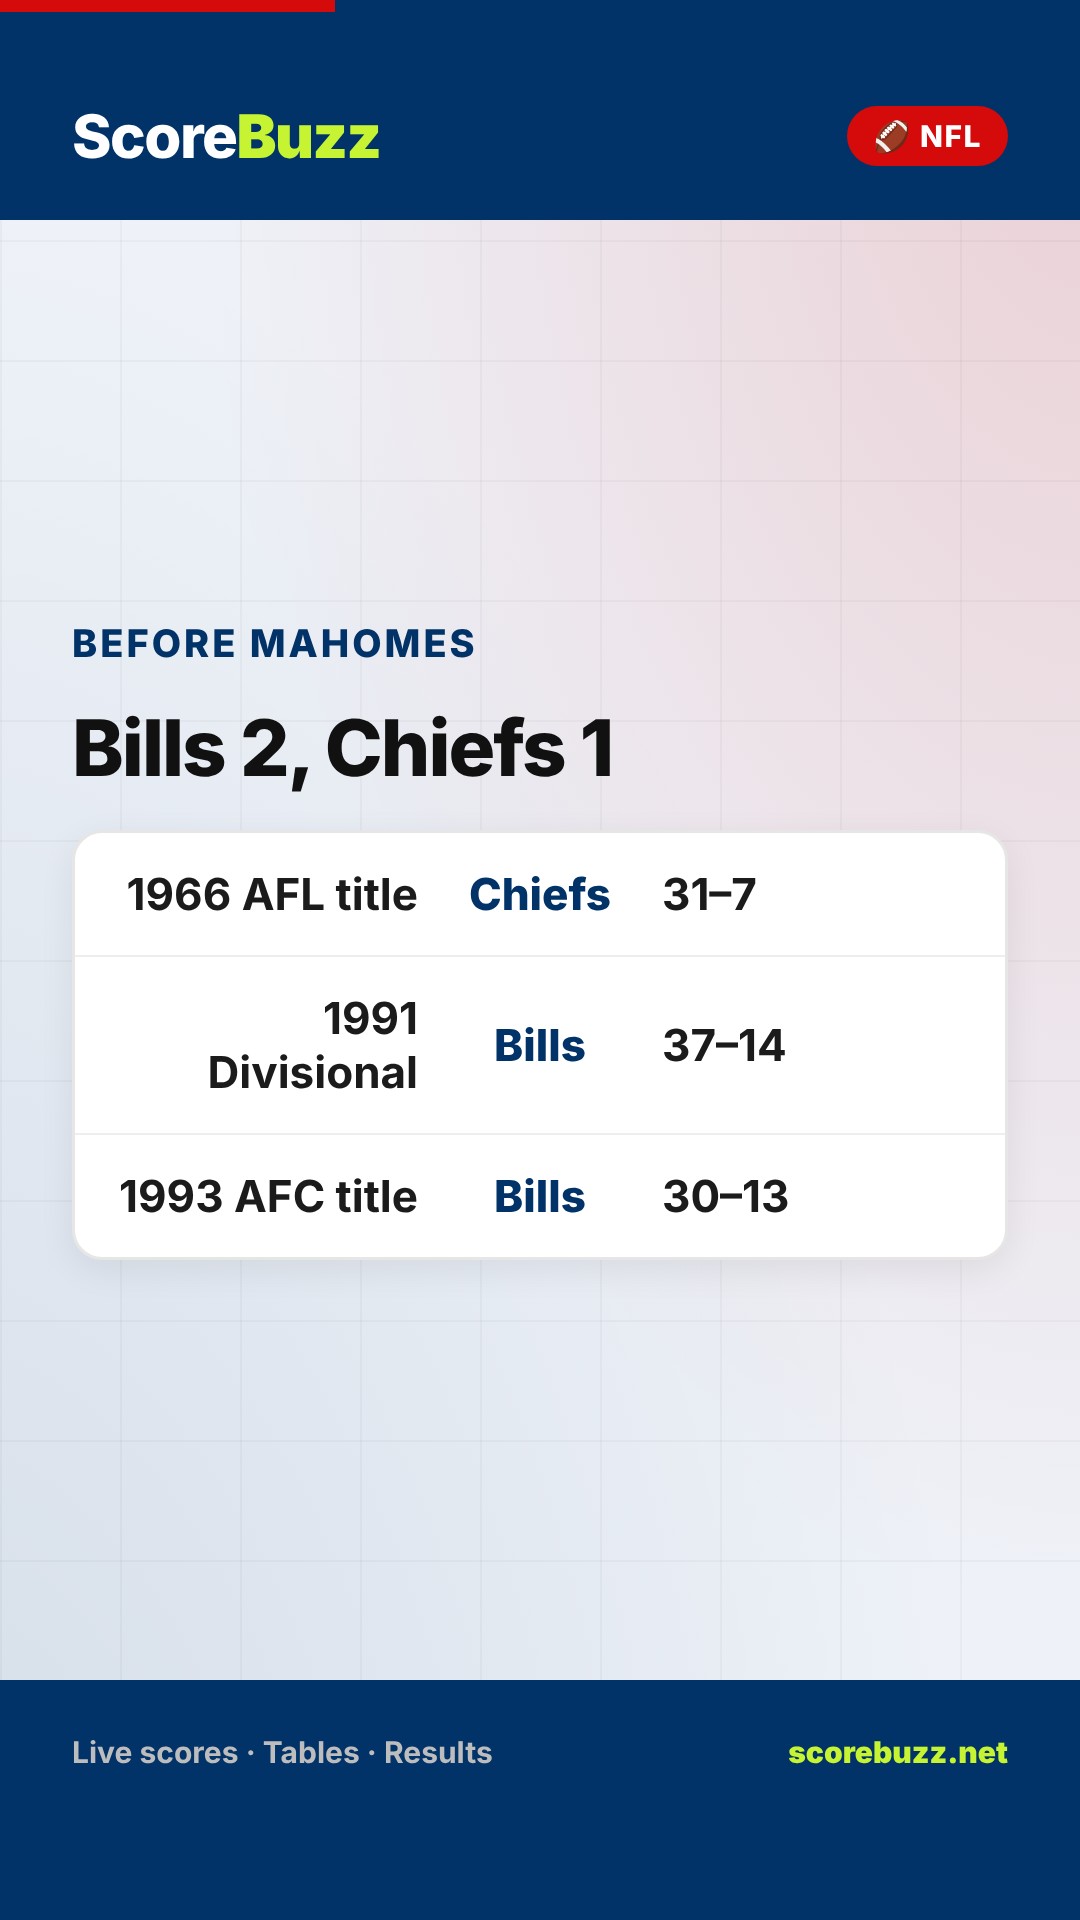 ScoreBuzz
🏈 NFL
BEFORE MAHOMES
Bills 2, Chiefs 1
1966 AFL title Chiefs 31–7
1991 Divisional Bills 37–14
1993 AFC title Bills 30–13
Live scores · Tables · Results
scorebuzz.net